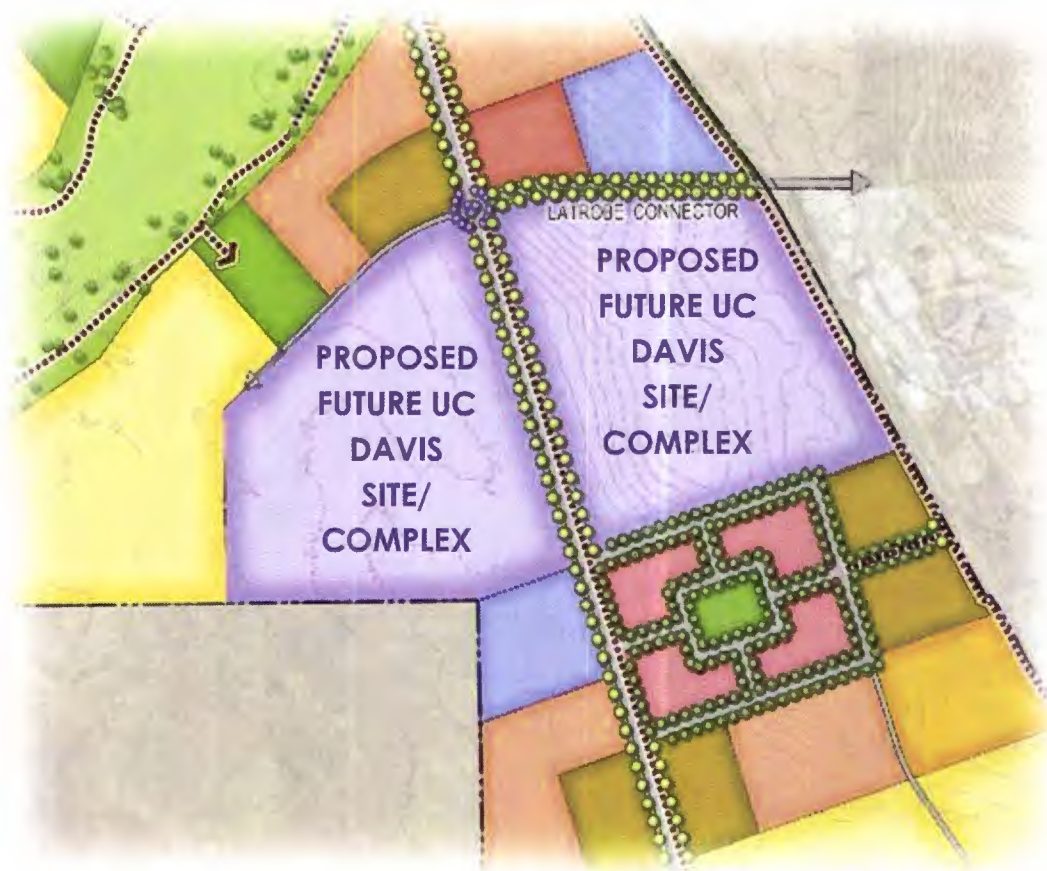 LATROBE CONNECTOR
PROPOSED
FUTURE UC
DAVIS
SITE/
COMPLEX
PROPOSED
FUTURE UC
DAVIS
SITE/
COMPLEX